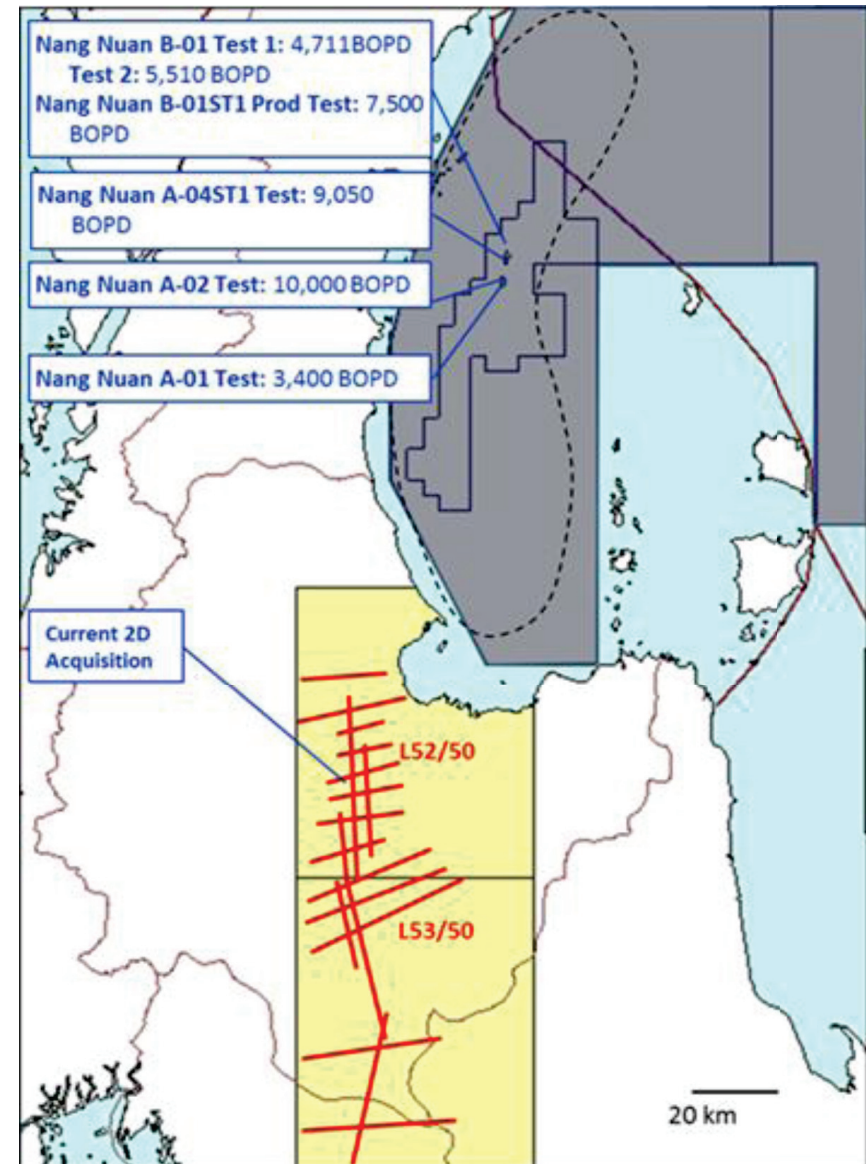 Nang Nuan B-01 Test 1: 4,711BOPD
Test 2: 5,510 BOPD
Nang Nuan B-01ST1 Prod Test: 7,500
BOPD
Nang Nuan A-04ST1 Test: 9,050
BOPD
Nang Nuan A-02 Test: 10,000 BOPD
Nang Nuan A-01 Test: 3,400 BOPD
Current 2D
Acquisition
L52/50
L53/50
20 km